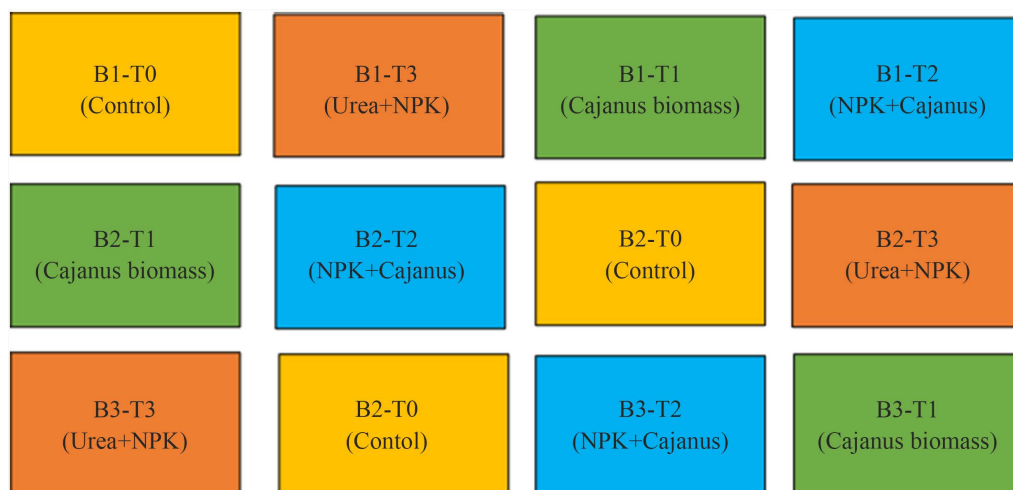 B1-T0
(Control)
B1-T3
(Urea+NPK)
B1-T1
(Cajanus biomass)
B1-T2
(NPK+Cajanus)
B2-T1
(Cajanus biomass)
B2-T2
(NPK+Cajanus)
B2-T0
(Control)
B2-T3
(Urea+NPK)
B3-T3
(Urea+NPK)
B2-T0
(Contol)
B3-T2
(NPK+Cajanus)
B3-T1
(Cajanus biomass)